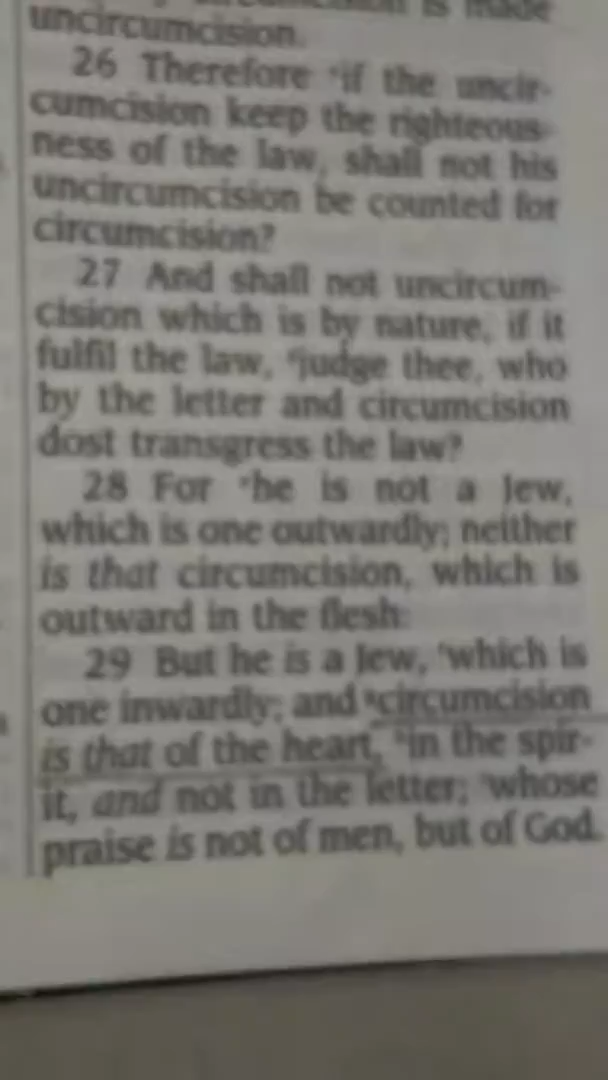 is made
uncircumcision.
26 Therefore if the uncir-
cumcision keep the righteous-
ness of the law, shall not his
uncircumcision be counted for
circumcision?
27 And shall not uncircum-
cision which is by nature, if it
fulfil the law, judge thee, who
by the letter and circumcision
dost transgress the law?
28 For he is not a Jew,
which is one outwardly; neither
is that circumcision, which is
outward in the flesh:
29 But he is a Jew, which is
one inwardly; and circumcision
is that of the heart, in the spir-
it, and not in the letter; whose
praise is not of men, but of God.